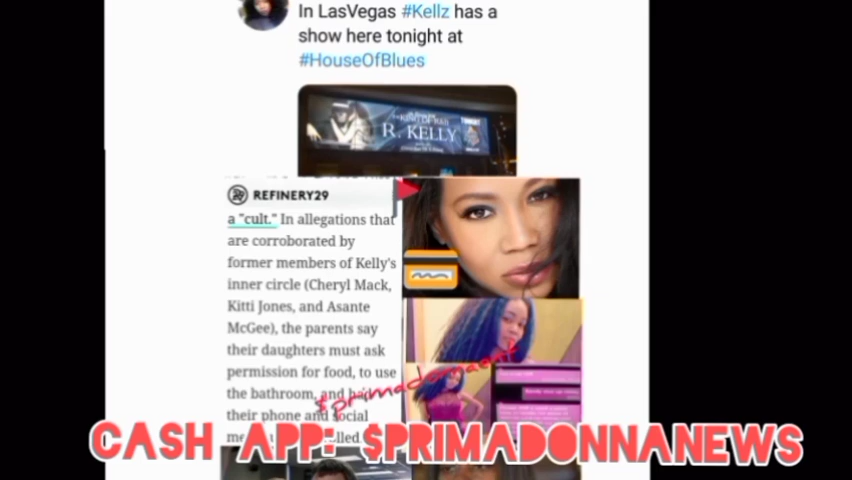 In LasVegas #Kellz has a
show here tonight at
#HouseOfBlues
R. KELLY
REFINERY29
a "cult." In allegations that
are corroborated by
former members of Kelly's
inner circle (Cheryl Mack,
Kitti Jones, and Asante
McGee), the parents say
their daughters must ask
permission for food, to use
the bathroom, and
their phone and social
$primadonnaent
CASH APP: $PRIMADONNANEWS